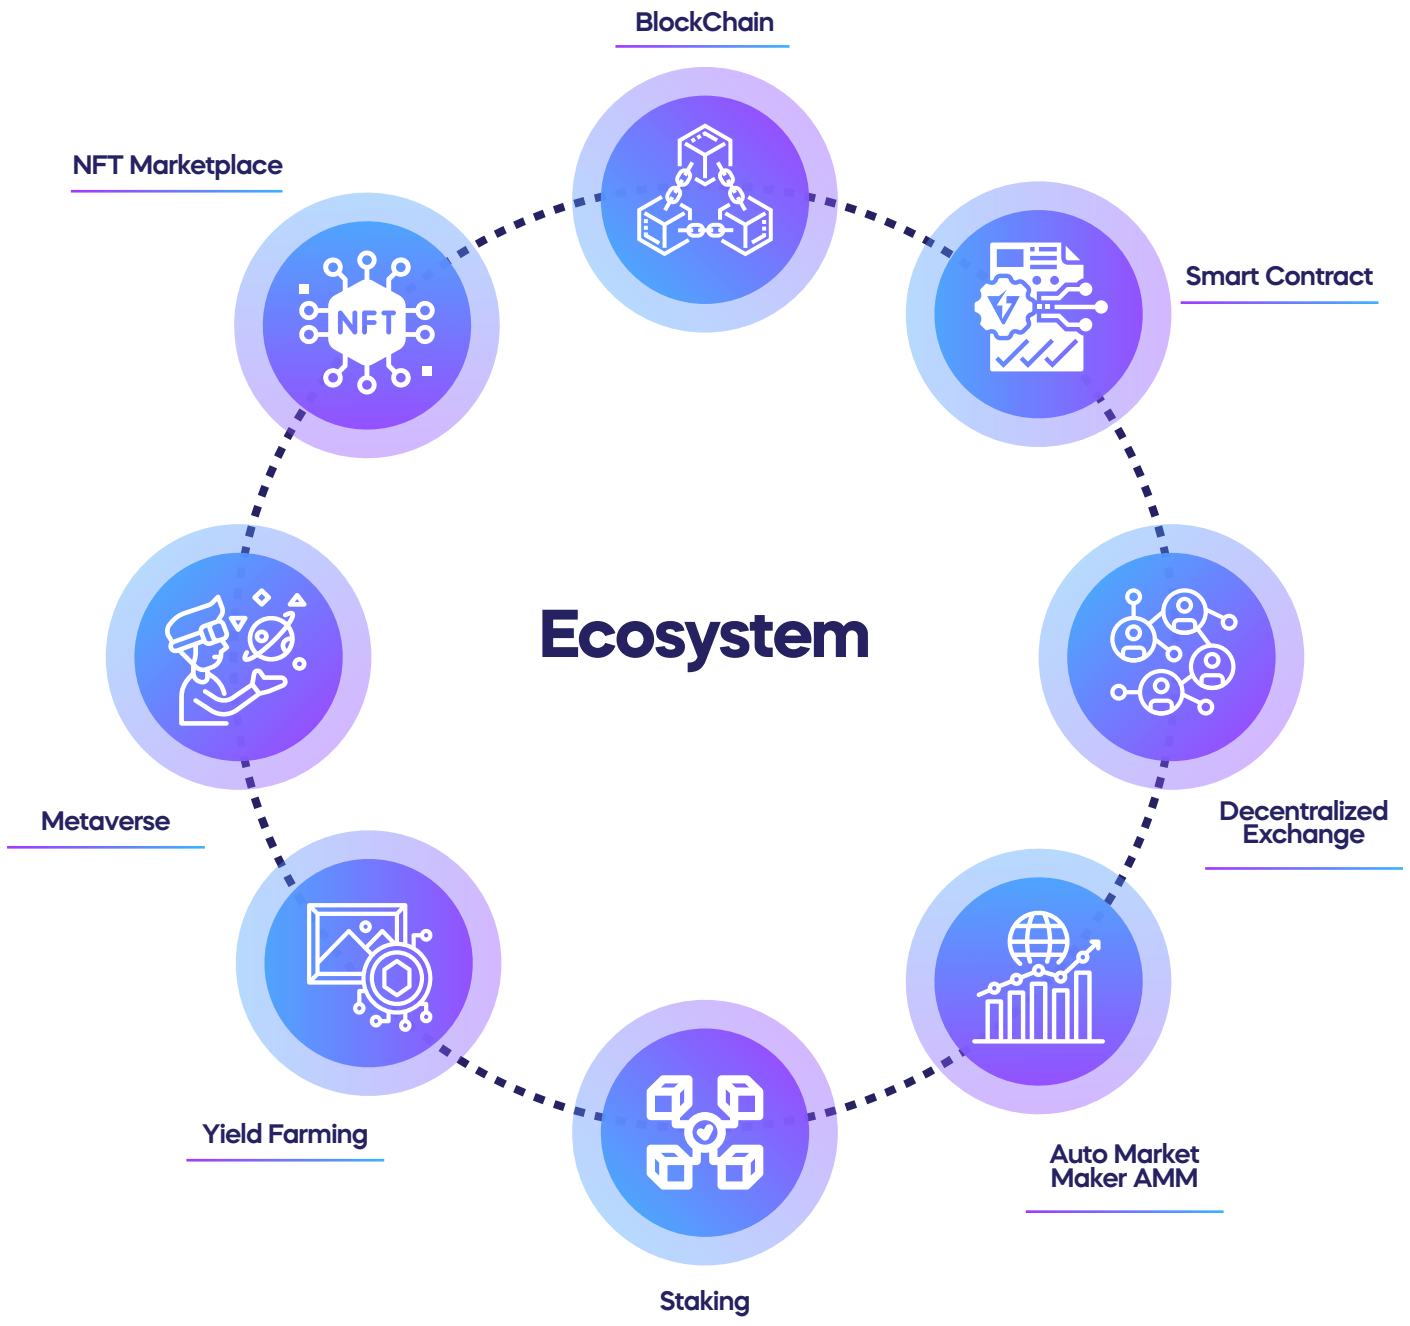 BlockChain
NFT Marketplace
NFT
Smart Contract
Ecosystem
Metaverse
Decentralized
Exchange
Yield Farming
Auto Market
Maker AMM
Staking